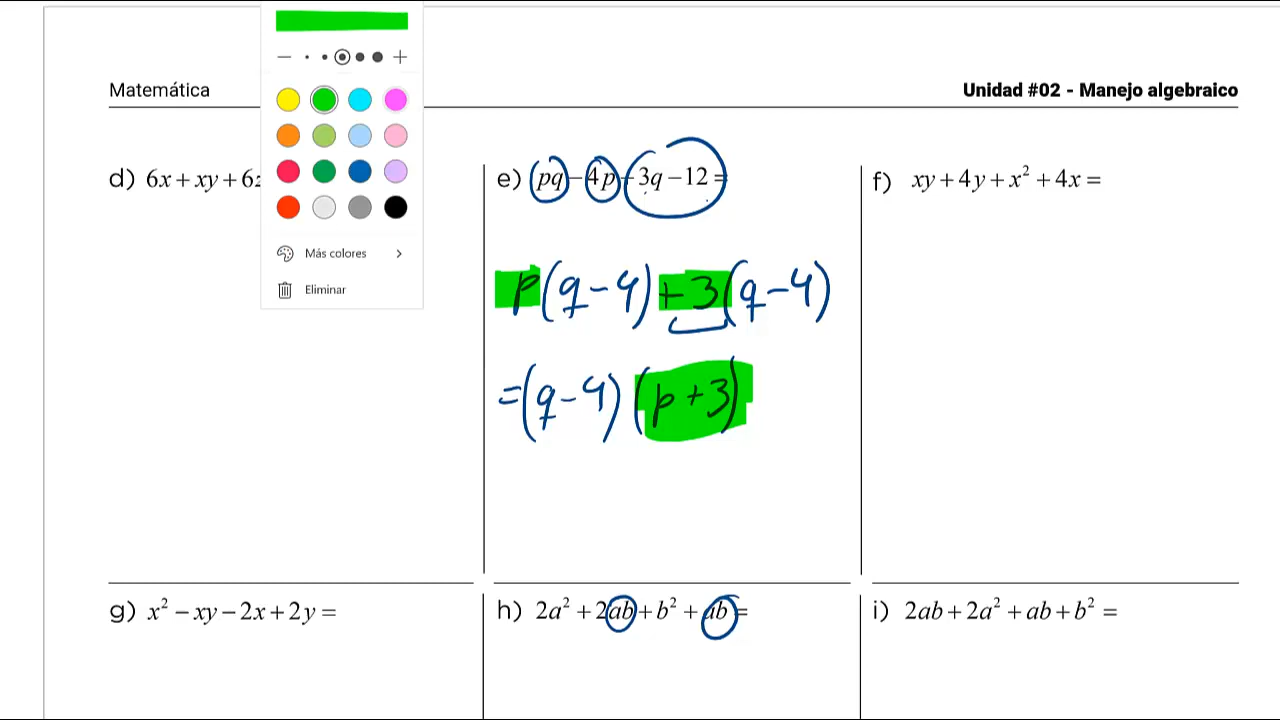 Matemática
Unidad #02 - Manejo algebraico
Más colores
Eliminar
d) 6x + xy + 6z
e) pq − 4p + 3q − 12 =
f) xy + 4y + x² + 4x =
p(q − 4) + 3(q − 4)
= (q − 4)(p + 3)
g) x² − xy − 2x + 2y =
h) 2a² + 2ab + b² + ab =
i) 2ab + 2a² + ab + b² =